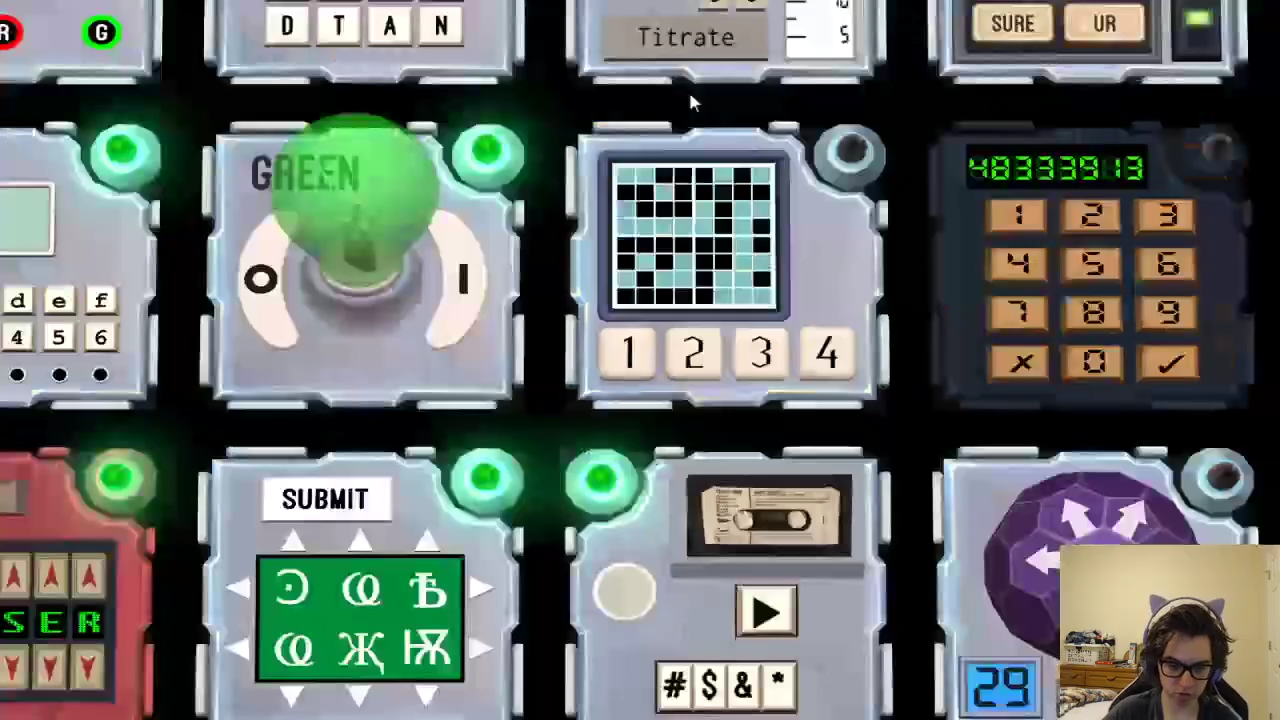 R G
D T A N
Titrate
10
5
SURE UR
GREEN
O I
48333913
1 2 3
4 5 6
7 8 9
x 0 ✓
1 2 3 4
d e f
4 5 6
SUBMIT
Ͽ Ҩ Ѣ
Ҩ Җ Ѭ
S E R
# $ & *
29